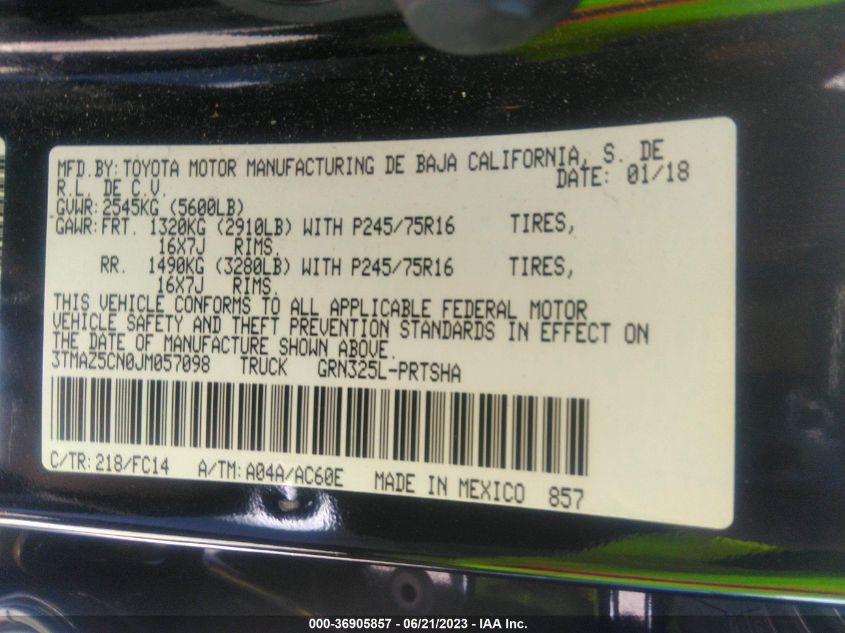 MFD.BY: TOYOTA MOTOR MANUFACTURING DE BAJA CALIFORNIA, S. DE
R.L. DE C.V. DATE: 01/18
GVWR: 2545KG (5600LB)
GAWR: FRT. 1320KG (2910LB) WITH P245/75R16 TIRES,
16X7J RIMS.
RR. 1490KG (3280LB) WITH P245/75R16 TIRES,
16X7J RIMS.
THIS VEHICLE CONFORMS TO ALL APPLICABLE FEDERAL MOTOR
VEHICLE SAFETY AND THEFT PREVENTION STANDARDS IN EFFECT ON
THE DATE OF MANUFACTURE SHOWN ABOVE.
3TMAZ5CN0JM057098 TRUCK GRN325L-PRTSHA
C/TR: 218/FC14 A/TM: A04A/AC60E MADE IN MEXICO 857
000-36905857 - 06/21/2023 - IAA Inc.